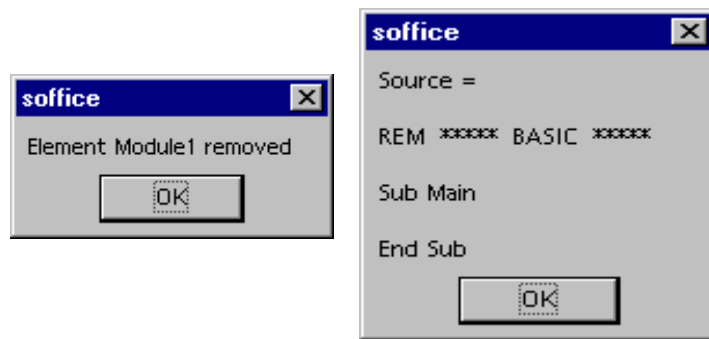 soffice
Element Module1 removed
OK
soffice
Source =
REM ***** BASIC *****
Sub Main
End Sub
OK